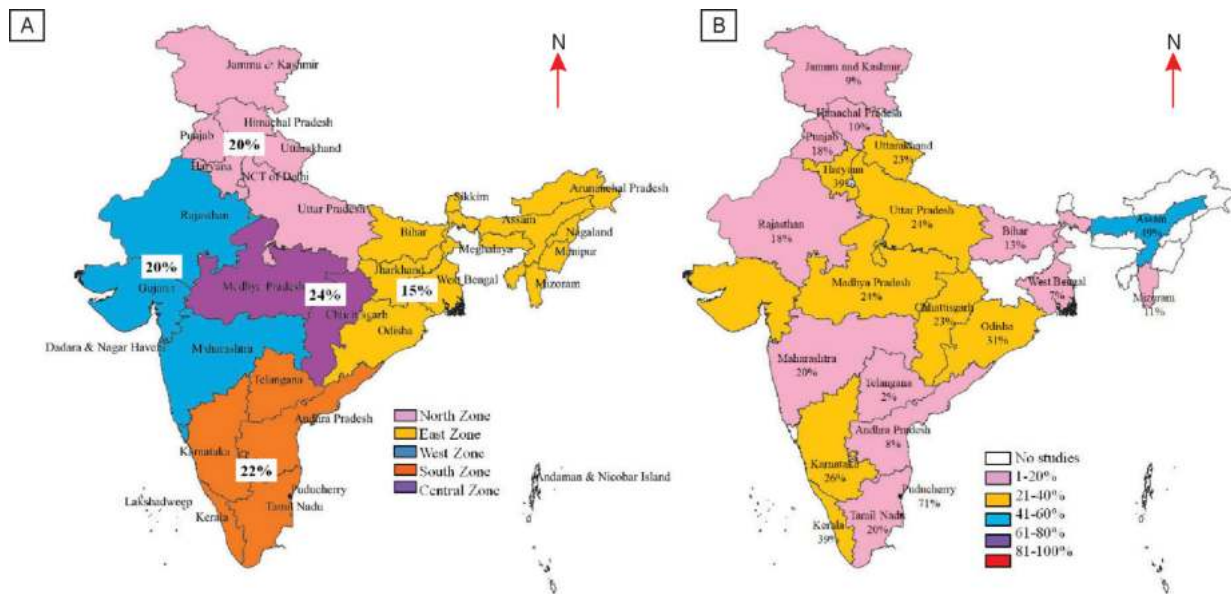 A
N
Jammu & Kashmir
Himachal Pradesh
Punjab
20%
Uttarakhand
Haryana
NCT of Delhi
Uttar Pradesh
Rajasthan
Sikkim
Arunanchal Pradesh
Assam
Bihar
Nagaland
Meghalaya
Menipur
20%
Jharkhand
Gujarat
Madhya Pradesh
24%
15%
West Bengal
Mizoram
Chhattisgarh
Odisha
Dadara & Nagar Haveli
Maharashtra
Telangana
Andhra Pradesh
Karnataka
22%
Lakshadweep
Puducherry
Tamil Nadu
Kerala
Andaman & Nicobar Island
North Zone
East Zone
West Zone
South Zone
Central Zone
B
N
Jammu and Kashmir
9%
Himachal Pradesh
10%
Punjab
18%
Uttarakhand
23%
Haryana
39%
Uttar Pradesh
24%
Rajasthan
18%
Bihar
13%
Assam
Madhya Pradesh
24%
West Bengal
7%
Mizoram
11%
Chhattisgarh
23%
Odisha
31%
Maharashtra
20%
Telangana
2%
Andhra Pradesh
8%
Karnataka
26%
Puducherry
71%
Tamil Nadu
20%
Kerala
39%
No studies
1-20%
21-40%
41-60%
61-80%
81-100%